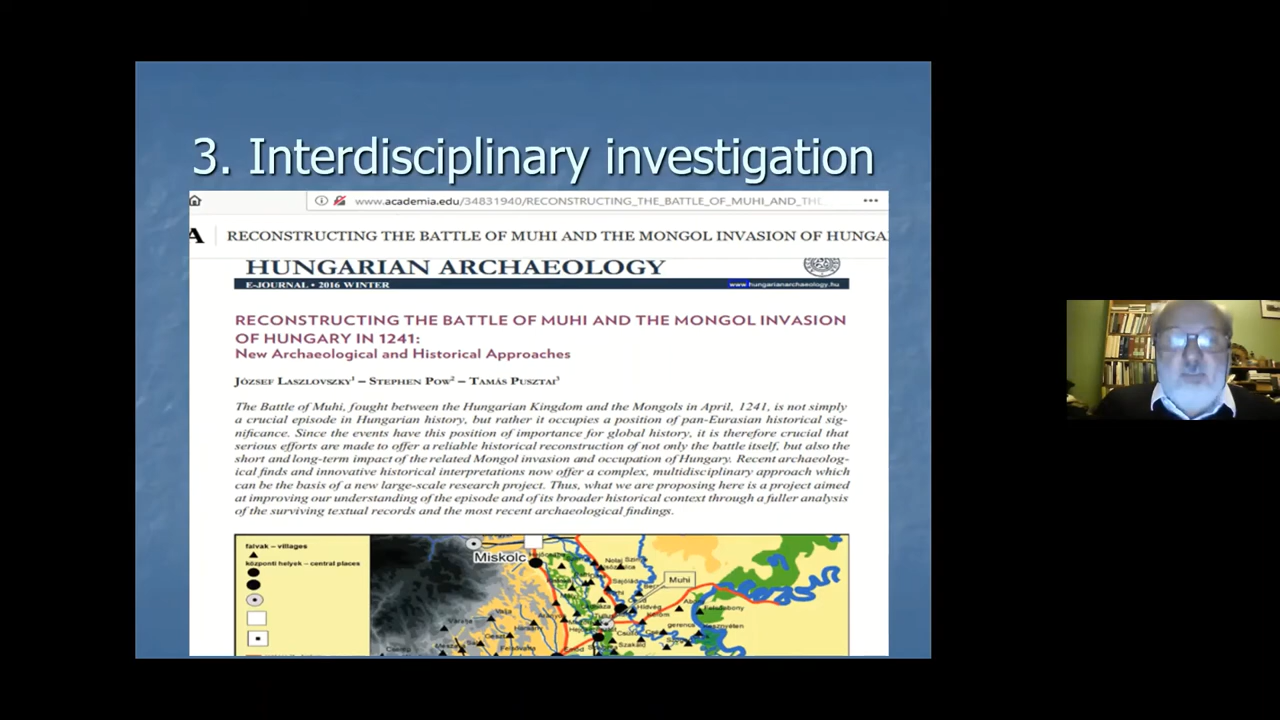 3. Interdisciplinary investigation
www.academia.edu/34831940/RECONSTRUCTING_THE_BATTLE_OF_MUHI_AND_THE_
A RECONSTRUCTING THE BATTLE OF MUHI AND THE MONGOL INVASION OF HUNGA
HUNGARIAN ARCHAEOLOGY
E-JOURNAL • 2016 WINTER www.hungarianarchaeology.hu
RECONSTRUCTING THE BATTLE OF MUHI AND THE MONGOL INVASION
OF HUNGARY IN 1241:
New Archaeological and Historical Approaches
József Laszlovszky¹ – Stephen Pow² – Tamás Pusztai³
The Battle of Muhi, fought between the Hungarian Kingdom and the Mongols in April, 1241, is not simply
a crucial episode in Hungarian history, but rather it occupies a position of pan-Eurasian historical sig-
nificance. Since the events have this position of importance for global history, it is therefore crucial that
serious efforts are made to offer a reliable historical reconstruction of not only the battle itself, but also the
short and long-term impact of the related Mongol invasion and occupation of Hungary. Recent archaeolog-
ical finds and innovative historical interpretations now offer a complex, multidisciplinary approach which
can be the basis of a new large-scale research project. Thus, what we are proposing here is a project aimed
at improving our understanding of the episode and of its broader historical context through a fuller analysis
of the surviving textual records and the most recent archaeological findings.
falvak – villages
központi helyek – central places
Miskolc
Muhi